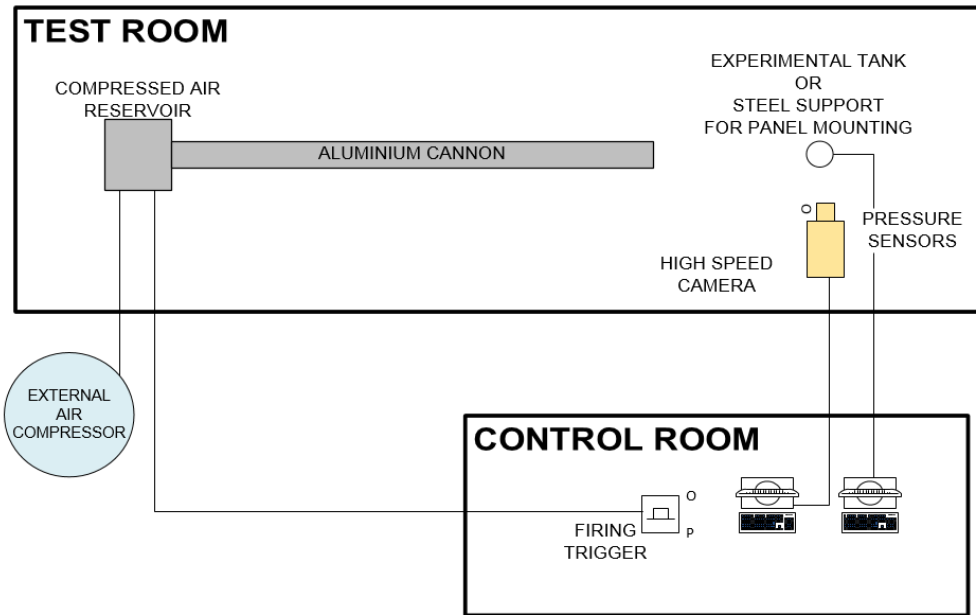 TEST ROOM
COMPRESSED AIR
RESERVOIR
ALUMINIUM CANNON
EXPERIMENTAL TANK
OR
STEEL SUPPORT
FOR PANEL MOUNTING
O
PRESSURE
SENSORS
HIGH SPEED
CAMERA
EXTERNAL
AIR
COMPRESSOR
CONTROL ROOM
O
P
FIRING
TRIGGER